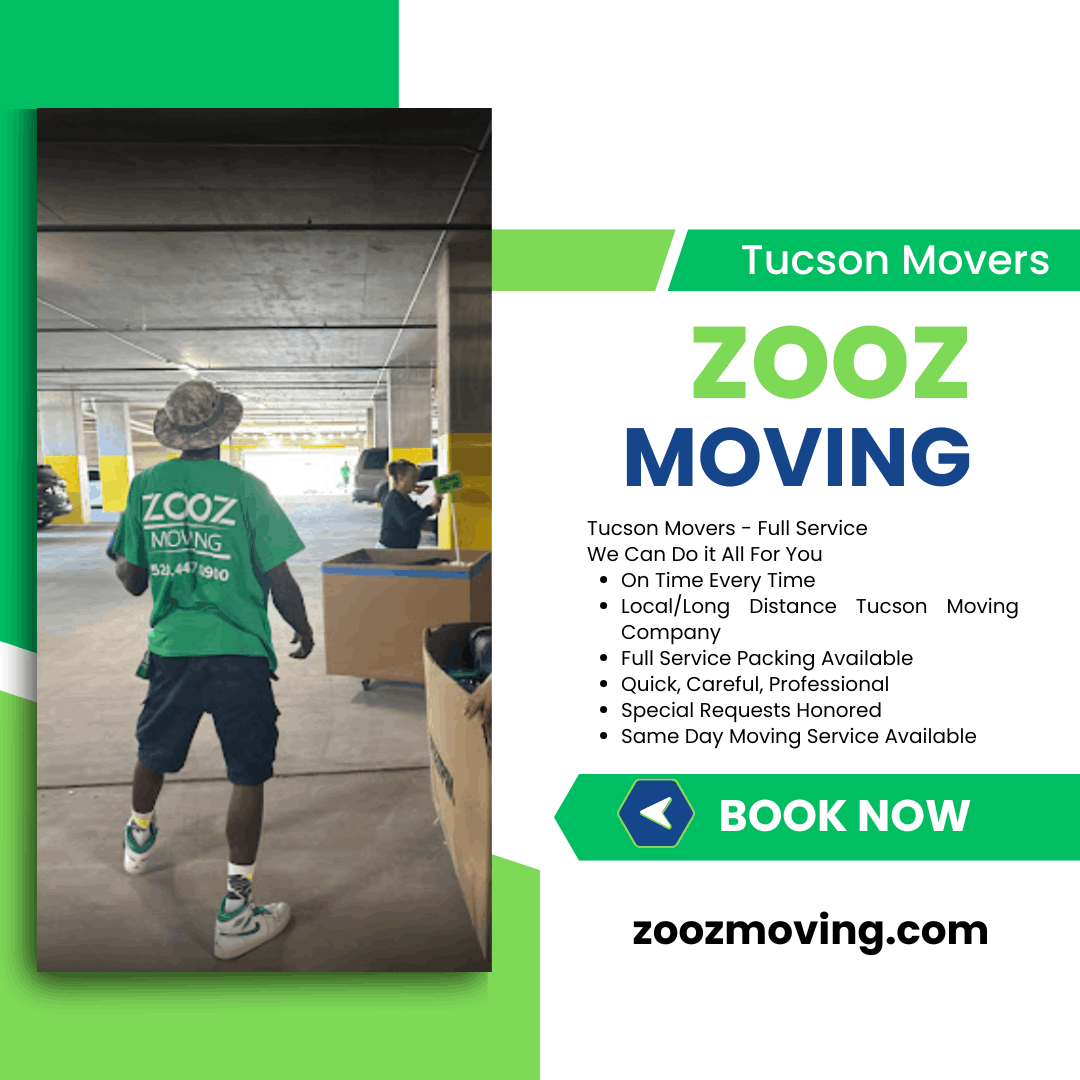 Tucson Movers
ZOOZ
MOVING
Tucson Movers - Full Service
We Can Do it All For You
On Time Every Time
Local/Long Distance Tucson Moving
Company
Full Service Packing Available
Quick, Careful, Professional
Special Requests Honored
Same Day Moving Service Available
BOOK NOW
zoozmoving.com
ZOOZ
MOVING